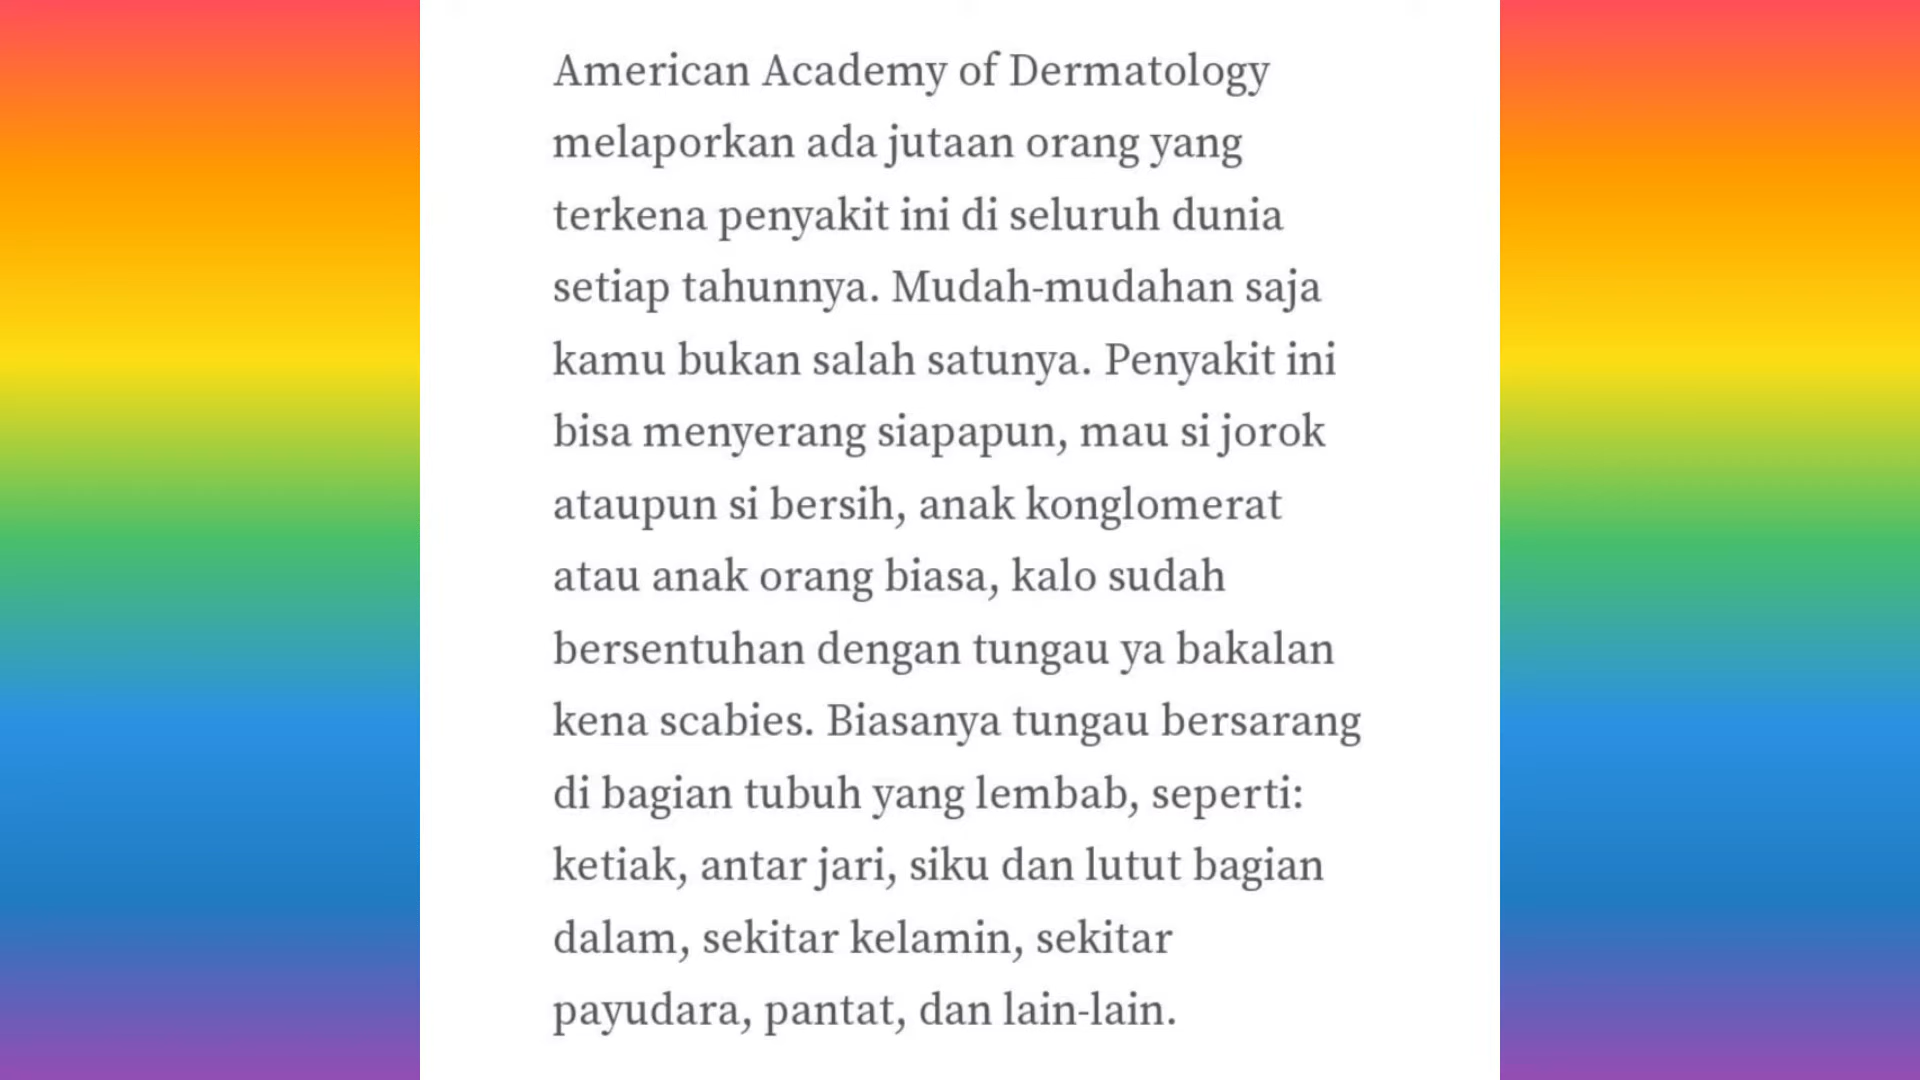 American Academy of Dermatology
melaporkan ada jutaan orang yang
terkena penyakit ini di seluruh dunia
setiap tahunnya. Mudah-mudahan saja
kamu bukan salah satunya. Penyakit ini
bisa menyerang siapapun, mau si jorok
ataupun si bersih, anak konglomerat
atau anak orang biasa, kalo sudah
bersentuhan dengan tungau ya bakalan
kena scabies. Biasanya tungau bersarang
di bagian tubuh yang lembab, seperti:
ketiak, antar jari, siku dan lutut bagian
dalam, sekitar kelamin, sekitar
payudara, pantat, dan lain-lain.